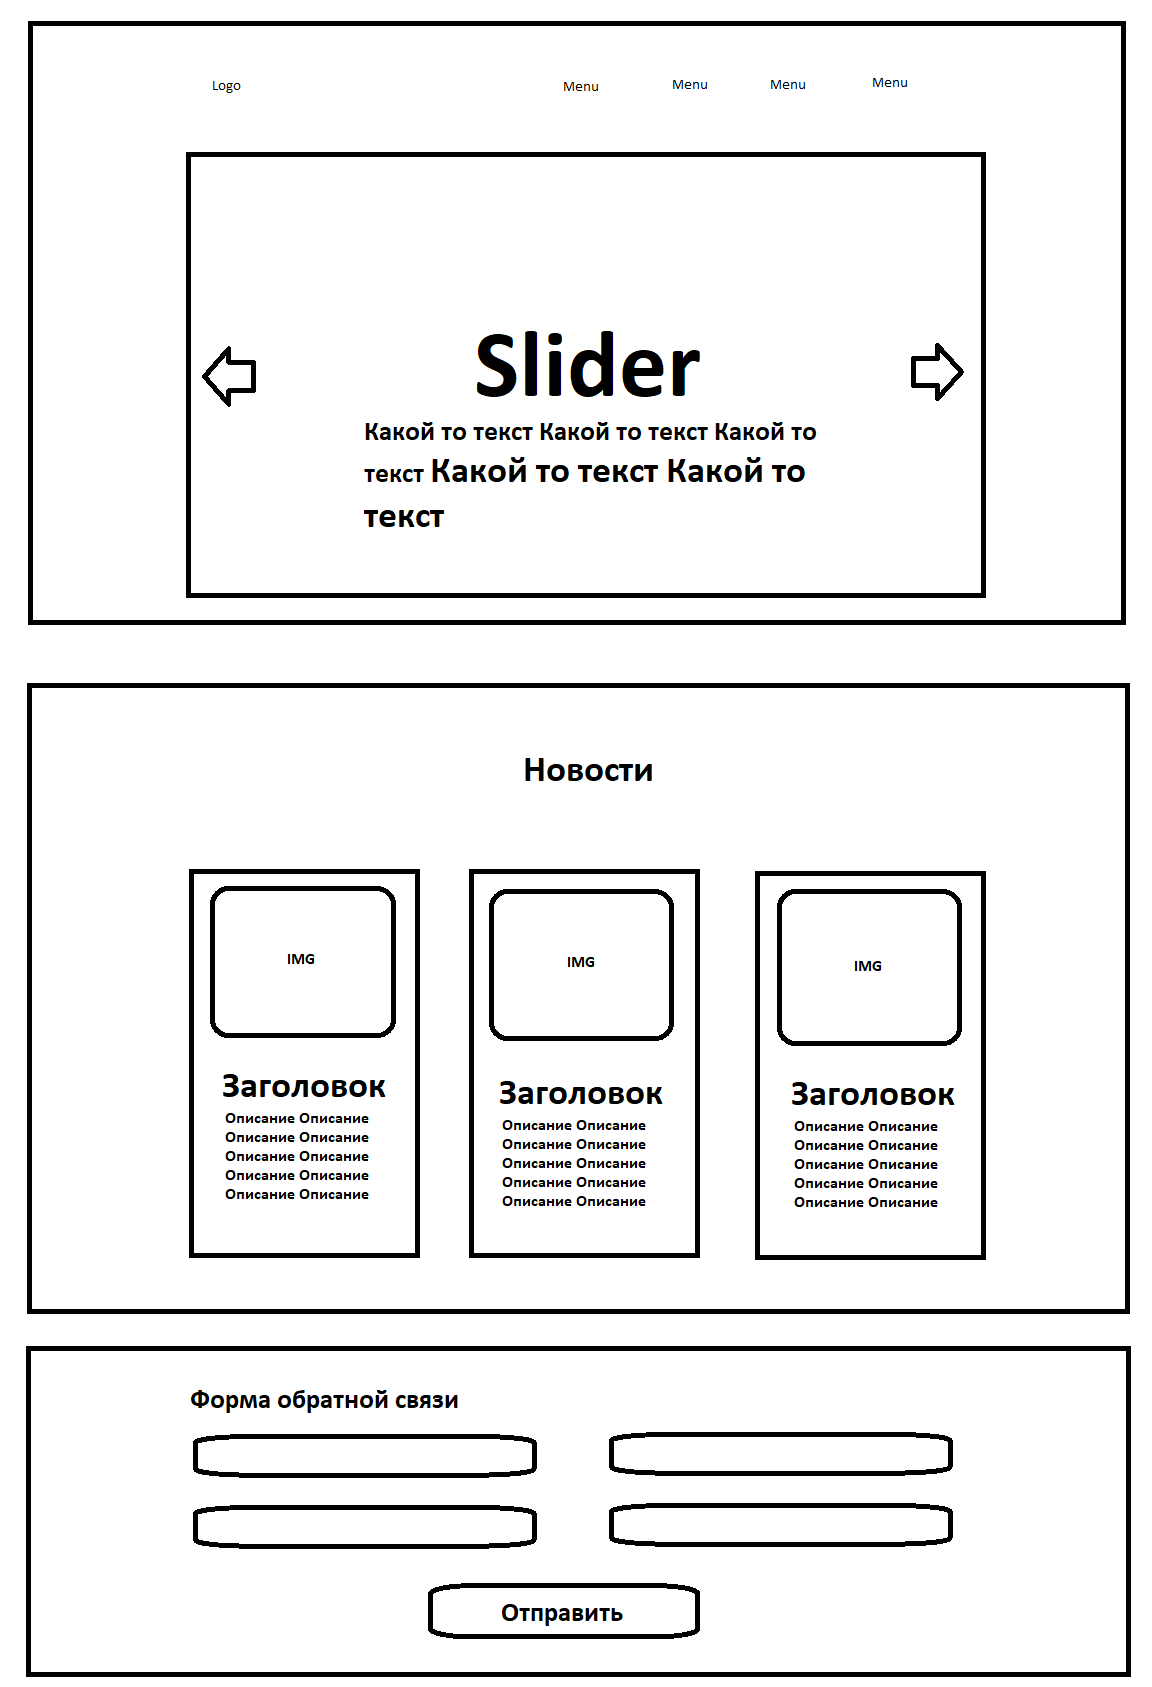 Logo
Menu
Menu
Menu
Menu
Slider
Какой то текст Какой то текст Какой то
текст Какой то текст Какой то
текст
Новости
IMG
Заголовок
Описание Описание
Описание Описание
Описание Описание
Описание Описание
Описание Описание
IMG
Заголовок
Описание Описание
Описание Описание
Описание Описание
Описание Описание
Описание Описание
IMG
Заголовок
Описание Описание
Описание Описание
Описание Описание
Описание Описание
Описание Описание
Форма обратной связи
Отправить